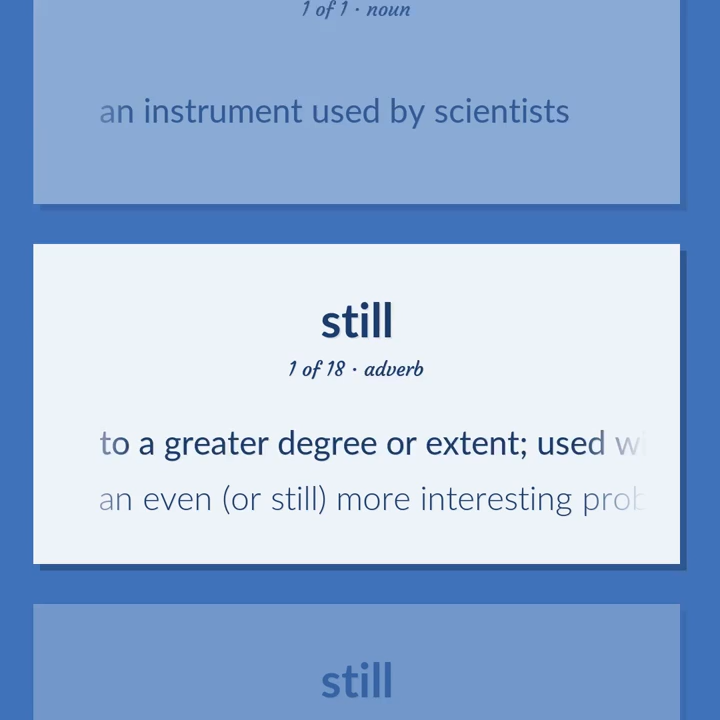 1 of 1 · noun
an instrument used by scientists
still
1 of 18 · adverb
to a greater degree or extent; used
an even (or still) more interesting
still